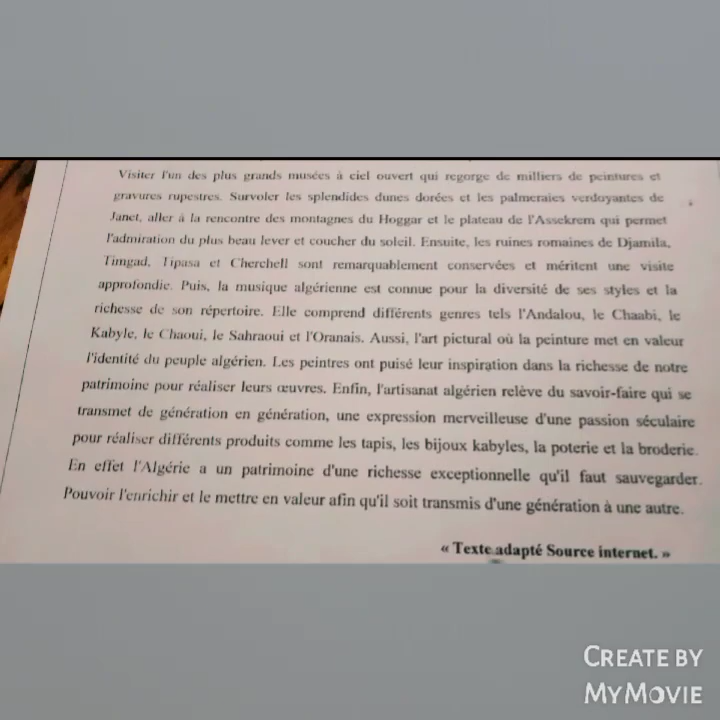 Visiter l'un des plus grands musées à ciel ouvert qui regorge de milliers de peintures et
gravures rupestres. Survoler les splendides dunes dorées et les palmeraies verdoyantes de
Janet, aller à la rencontre des montagnes du Hoggar et le plateau de l'Assekrem qui permet
l'admiration du plus beau lever et coucher du soleil. Ensuite, les ruines romaines de Djamila,
Timgad, Tipasa et Cherchell sont remarquablement conservées et méritent une visite
approfondie. Puis, la musique algérienne est connue pour la diversité de ses styles et la
richesse de son répertoire. Elle comprend différents genres tels l'Andalou, le Chaabi, le
Kabyle, le Chaoui, le Sahraoui et l'Oranais. Aussi, l'art pictural où la peinture met en valeur
l'identité du peuple algérien. Les peintres ont puisé leur inspiration dans la richesse de notre
patrimoine pour réaliser leurs œuvres. Enfin, l'artisanat algérien relève du savoir-faire qui se
transmet de génération en génération, une expression merveilleuse d'une passion séculaire
pour réaliser différents produits comme les tapis, les bijoux kabyles, la poterie et la broderie.
En effet l'Algérie a un patrimoine d'une richesse exceptionnelle qu'il faut sauvegarder.
Pouvoir l'enrichir et le mettre en valeur afin qu'il soit transmis d'une génération à une autre.
« Texte adapté Source internet. »
CREATE BY
MYMOVIE